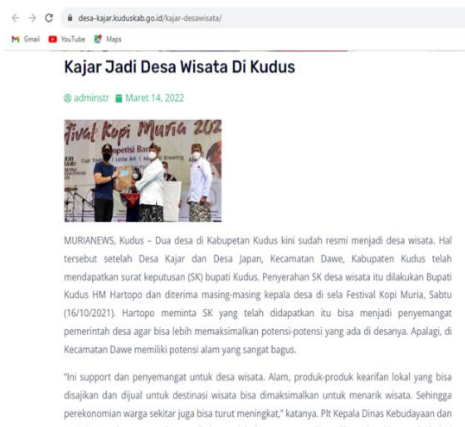 desa-kajar.kuduskab.go.id/kajar-desawisata/
Gmail YouTube Maps
Kajar Jadi Desa Wisata Di Kudus
adminstr Maret 14, 2022
tival Kopi Muria 202
mpetisi Bar
MURIANEWS, Kudus – Dua desa di Kabupetan Kudus kini sudah resmi menjadi desa wisata. Hal
tersebut setelah Desa Kajar dan Desa Japan, Kecamatan Dawe, Kabupaten Kudus telah
mendapatkan surat keputusan (SK) bupati Kudus. Penyerahan SK desa wisata itu dilakukan Bupati
Kudus HM Hartopo dan diterima masing-masing kepala desa di sela Festival Kopi Muria, Sabtu
(16/10/2021). Hartopo meminta SK yang telah didapatkan itu bisa menjadi penyemangat
pemerintah desa agar bisa lebih memaksimalkan potensi-potensi yang ada di desanya. Apalagi, di
Kecamatan Dawe memiliki potensi alam yang sangat bagus.
"Ini support dan penyemangat untuk desa wisata. Alam, produk-produk kearifan lokal yang bisa
disajikan dan dijual untuk destinasi wisata bisa dimaksimalkan untuk menarik wisata. Sehingga
perekonomian warga sekitar juga bisa turut meningkat," katanya. Plt Kepala Dinas Kebudayaan dan